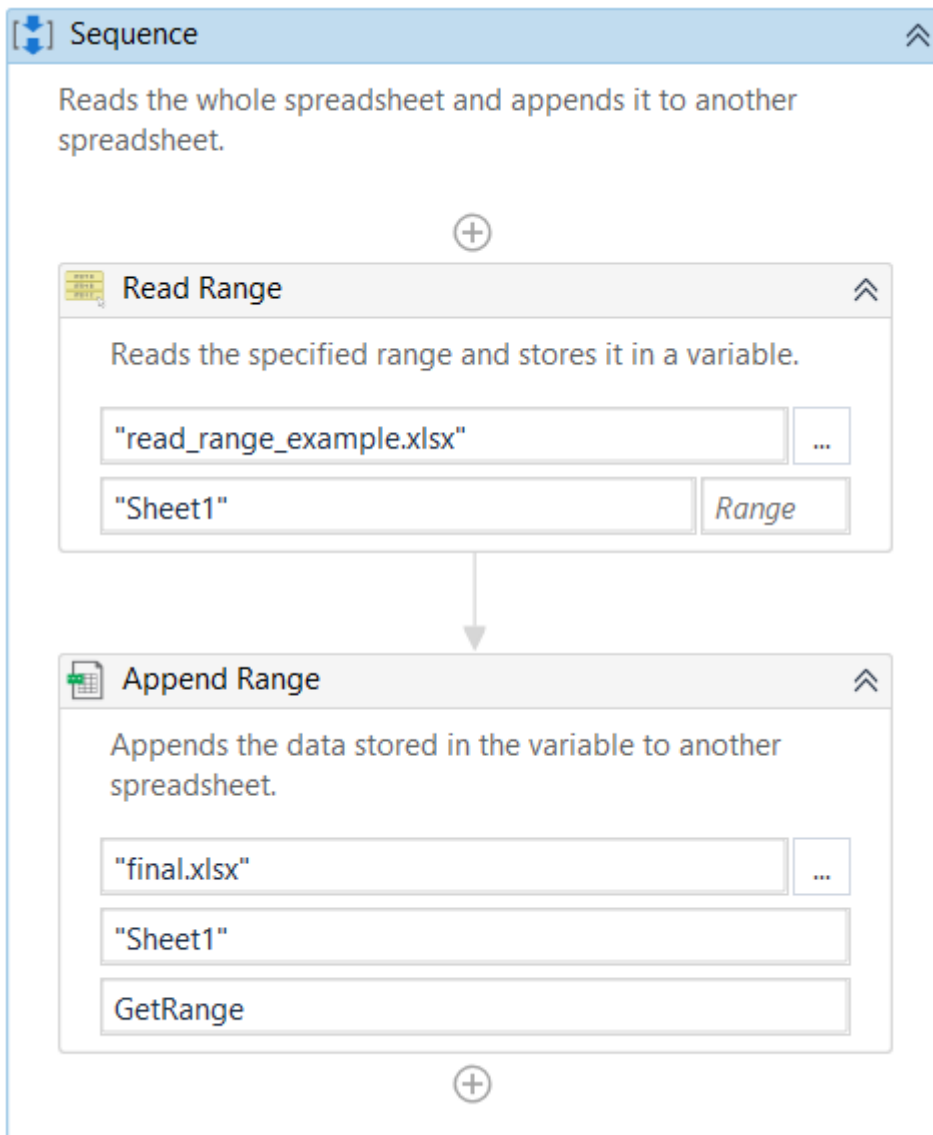 Sequence
Reads the whole spreadsheet and appends it to another
spreadsheet.
Read Range
Reads the specified range and stores it in a variable.
"read_range_example.xlsx"
...
"Sheet1"
Range
Append Range
Appends the data stored in the variable to another
spreadsheet.
"final.xlsx"
...
"Sheet1"
GetRange